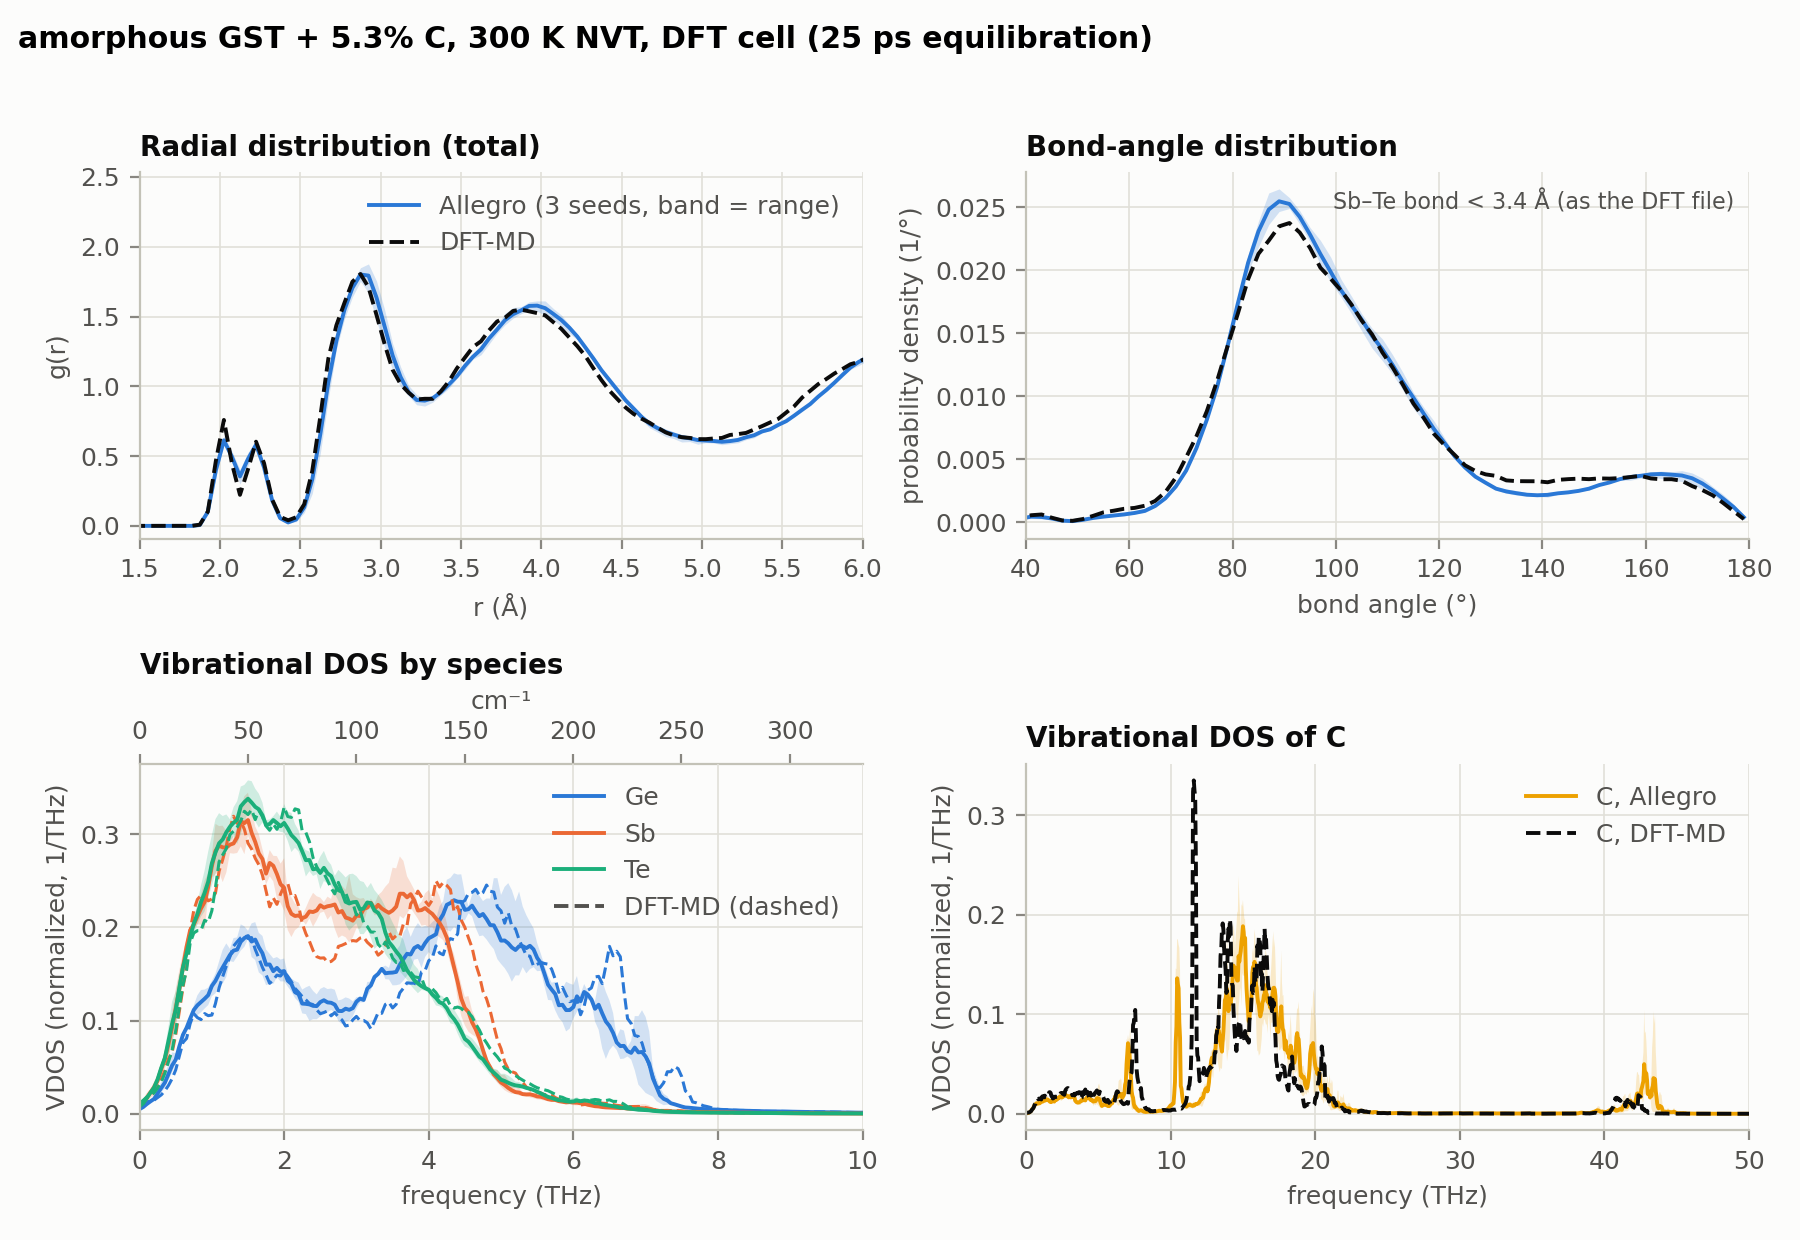 amorphous GST + 5.3% C, 300 K NVT, DFT cell (25 ps equilibration)
Radial distribution (total)
g(r)
2.5
2.0
1.5
1.0
0.5
0.0
Allegro (3 seeds, band = range)
DFT-MD
1.5 2.0 2.5 3.0 3.5 4.0 4.5 5.0 5.5 6.0
r (Å)
Bond-angle distribution
probability density (1/°)
0.025
0.020
0.015
0.010
0.005
0.000
Sb–Te bond < 3.4 Å (as the DFT file)
40 60 80 100 120 140 160 180
bond angle (°)
Vibrational DOS by species
cm⁻¹
0 50 100 150 200 250 300
VDOS (normalized, 1/THz)
0.3
0.2
0.1
0.0
Ge
Sb
Te
DFT-MD (dashed)
0 2 4 6 8 10
frequency (THz)
Vibrational DOS of C
VDOS (normalized, 1/THz)
0.3
0.2
0.1
0.0
C, Allegro
C, DFT-MD
0 10 20 30 40 50
frequency (THz)